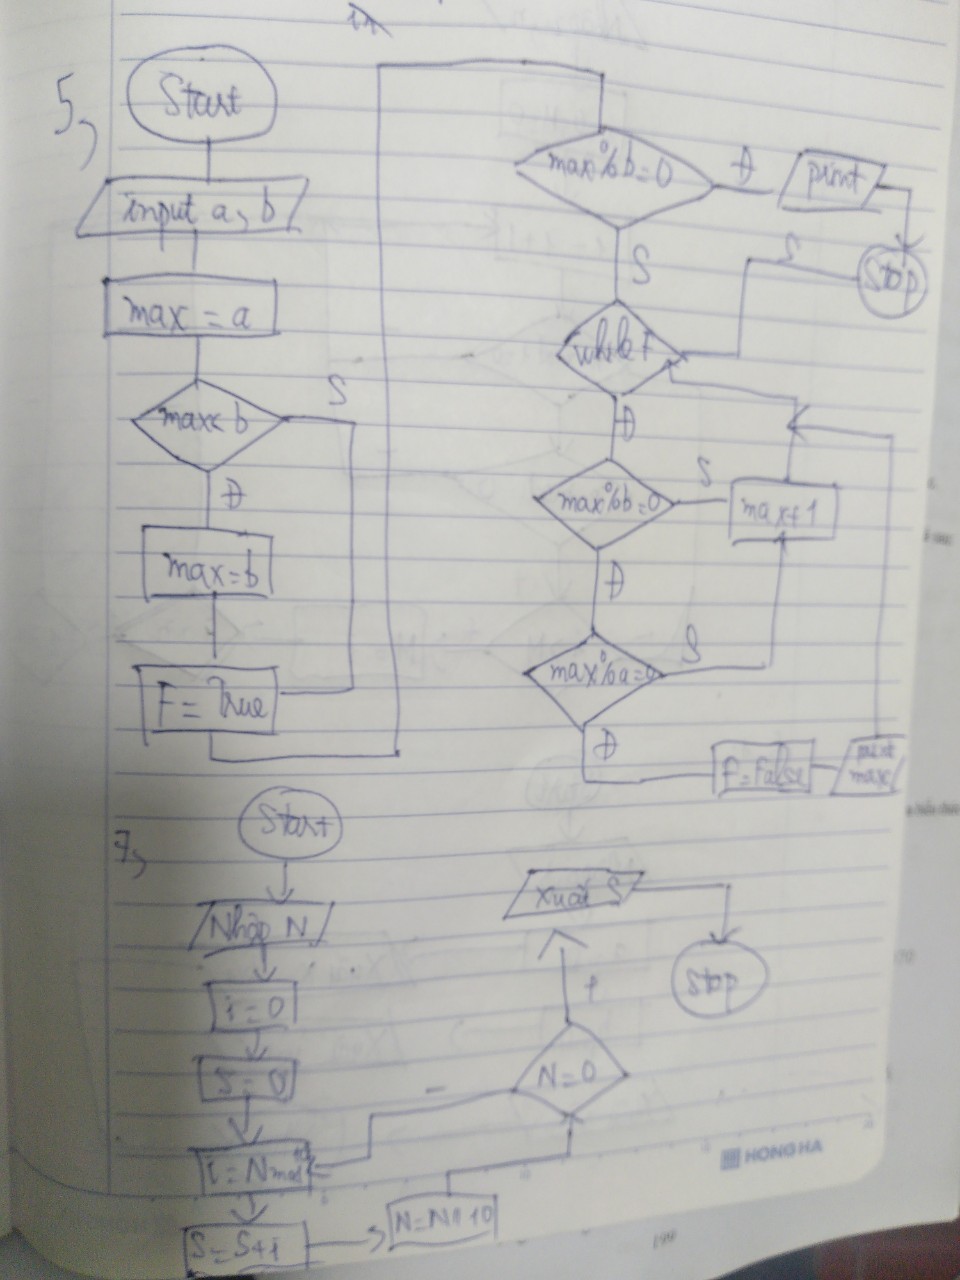 5,
Start
input a, b
max = a
max < b
S
Đ
max = b
F = True
max % b = 0
Đ
print
Stop
S
while F
S
Đ
max % b = 0
S
max + 1
Đ
max % a = 0
S
Đ
F = False
print
max
7,
Start
Nhập N
i = 0
S = 0
i = N mod 10
S = S + i
N = N 10
N = 0
-
+
Xuất S
Stop
HONG HA
199